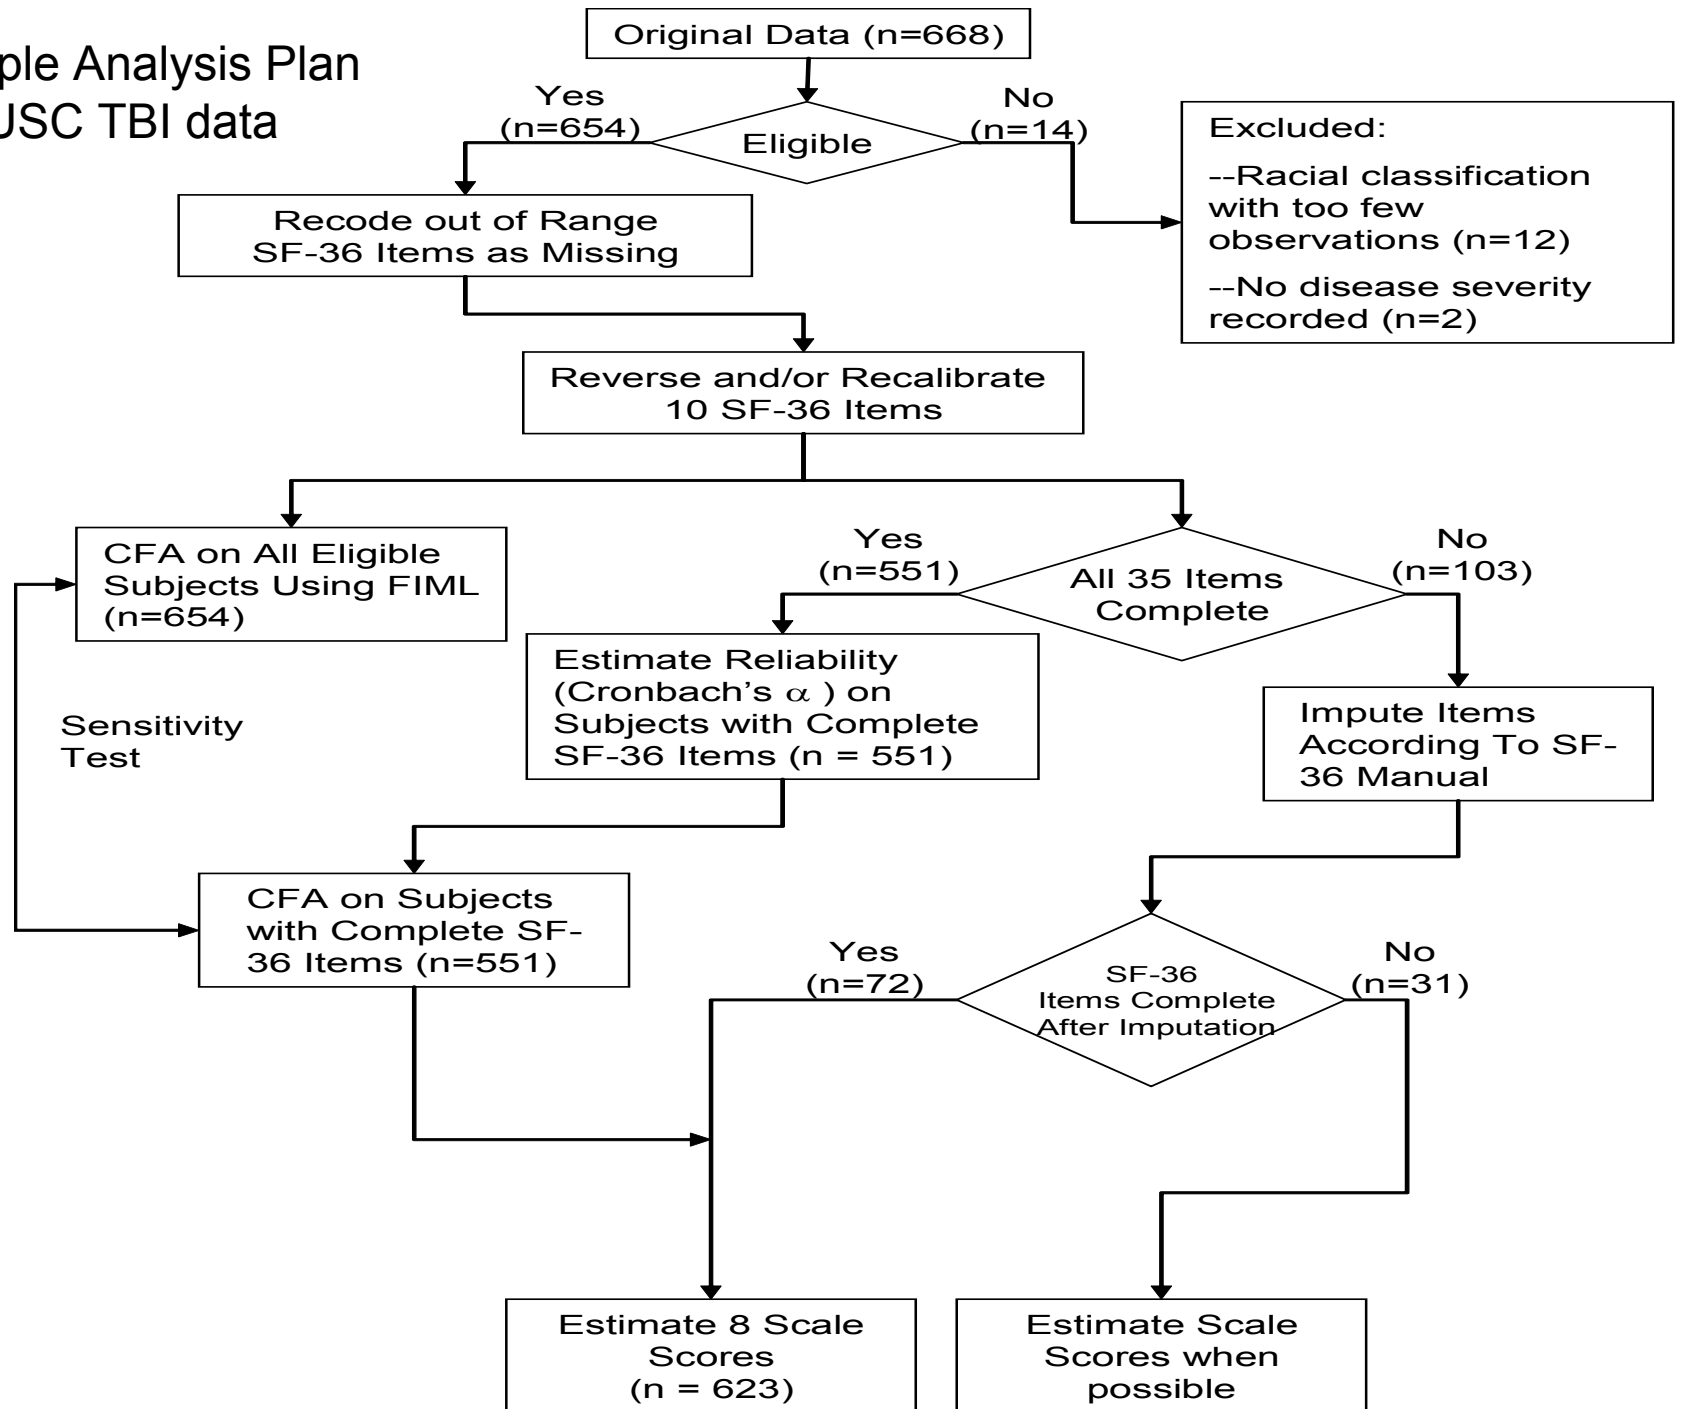 Original Data (n=668)
ple Analysis Plan
USC TBI data
Yes
(n=654)
No
(n=14)
Eligible
Excluded:
--Racial classification
with too few
observations (n=12)
--No disease severity
recorded (n=2)
Recode out of Range
SF-36 Items as Missing
Reverse and/or Recalibrate
10 SF-36 Items
CFA on All Eligible
Subjects Using FIML
(n=654)
Yes
(n=551)
All 35 Items
Complete
No
(n=103)
Estimate Reliability
(Cronbach's α ) on
Subjects with Complete
SF-36 Items (n = 551)
Impute Items
According To SF-
36 Manual
Sensitivity
Test
CFA on Subjects
with Complete SF-
36 Items (n=551)
Yes
(n=72)
SF-36
Items Complete
After Imputation
No
(n=31)
Estimate 8 Scale
Scores
(n = 623)
Estimate Scale
Scores when
possible